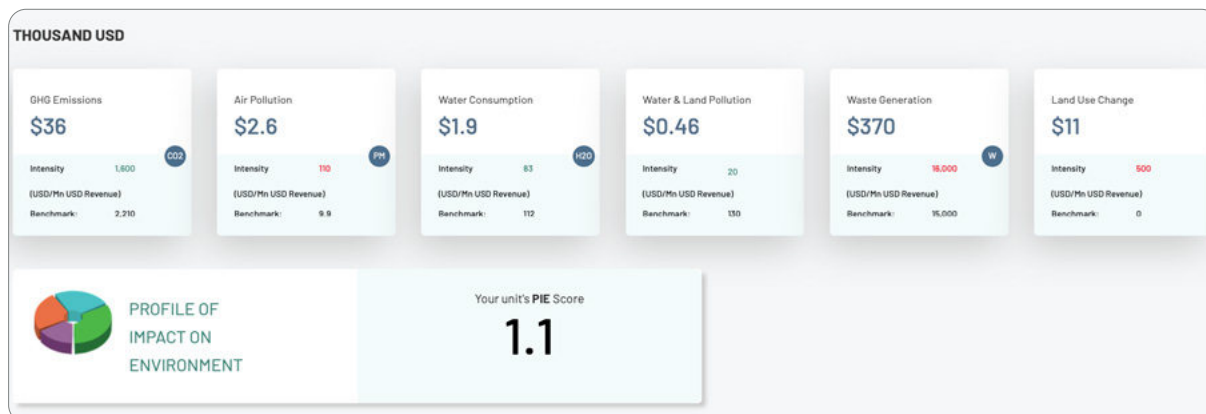 THOUSAND USD
GHG Emissions
$36
CO2
Intensity 1,600
(USD/Mn USD Revenue)
Benchmark: 2,210
Air Pollution
$2.6
PM
Intensity 110
(USD/Mn USD Revenue)
Benchmark: 9.9
Water Consumption
$1.9
H2O
Intensity 83
(USD/Mn USD Revenue)
Benchmark: 112
Water & Land Pollution
$0.46
Intensity 20
(USD/Mn USD Revenue)
Benchmark: 130
Waste Generation
$370
W
Intensity 16,000
(USD/Mn USD Revenue)
Benchmark: 15,000
Land Use Change
$11
Intensity 500
(USD/Mn USD Revenue)
Benchmark: 0
PROFILE OF
IMPACT ON
ENVIRONMENT
Your unit's PIE Score
1.1